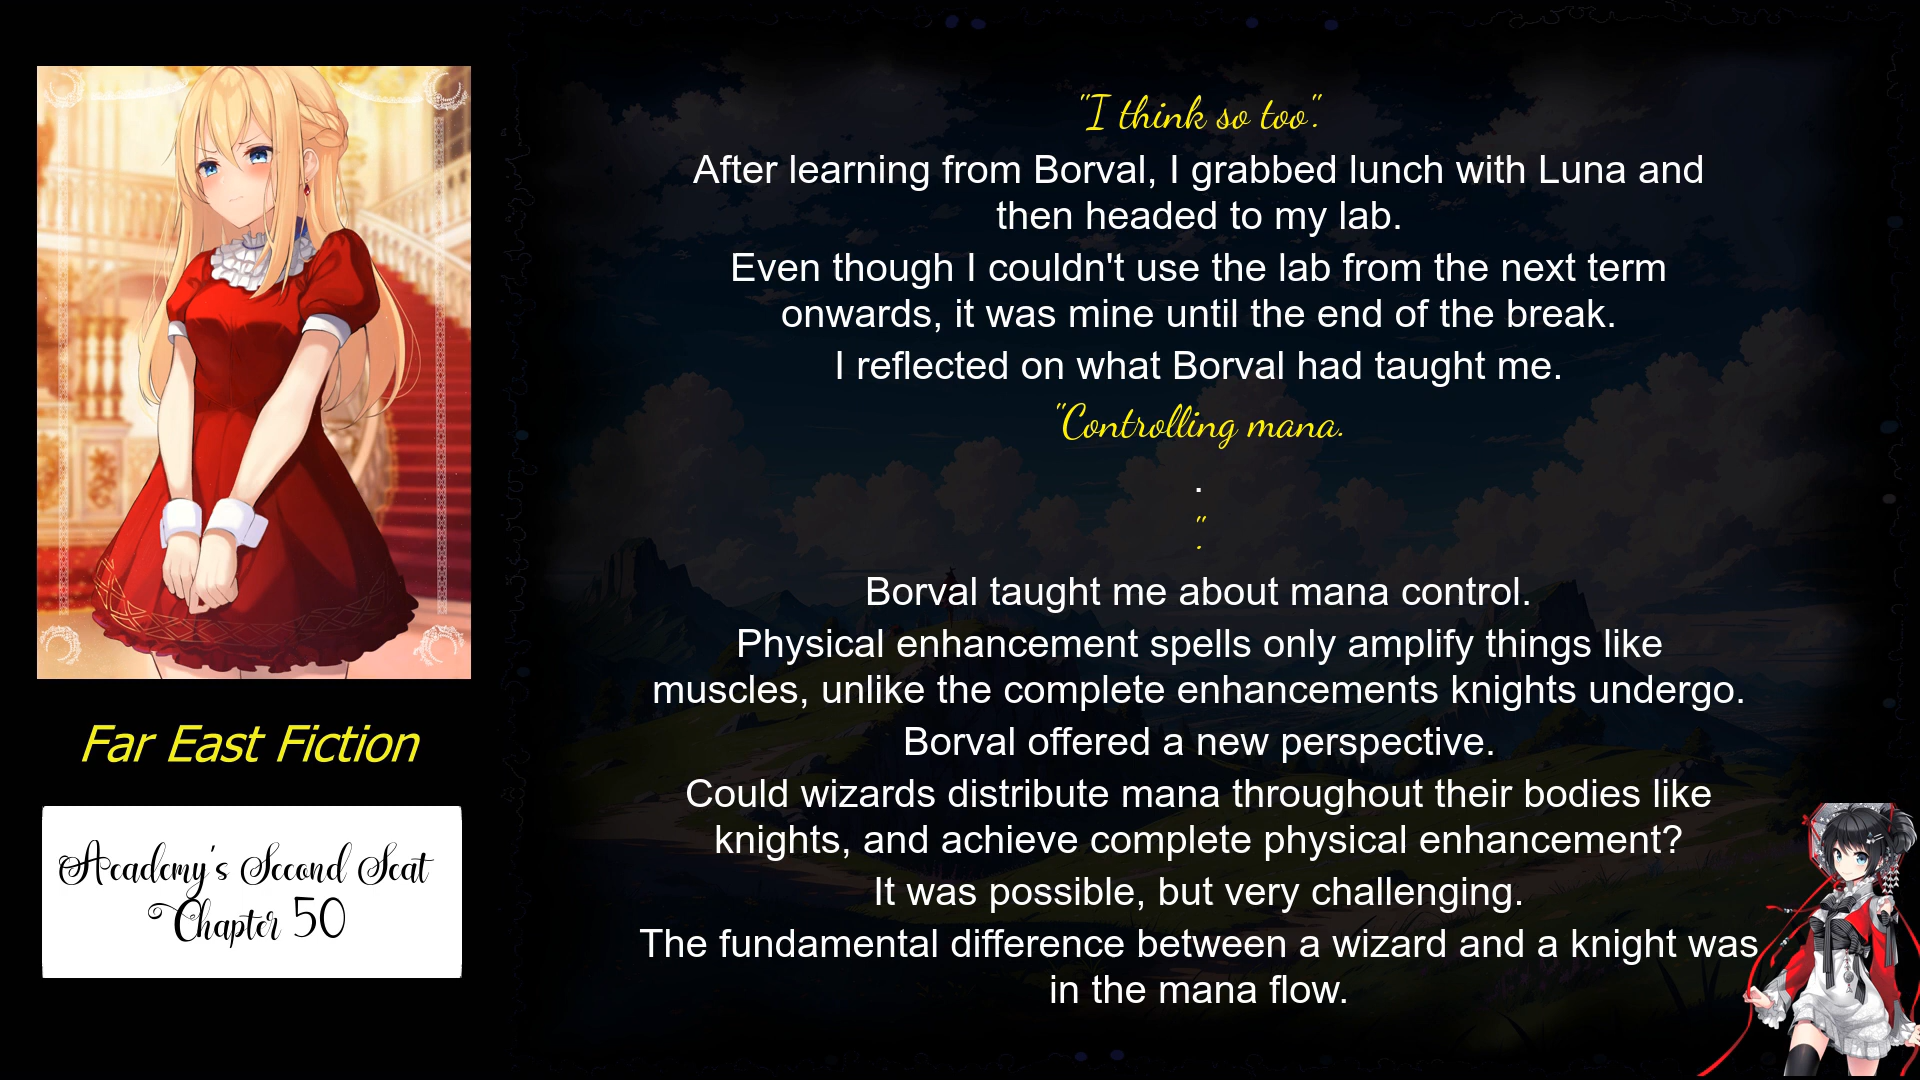 "I think so too".
After learning from Borval, I grabbed lunch with Luna and
then headed to my lab.
Even though I couldn't use the lab from the next term
onwards, it was mine until the end of the break.
I reflected on what Borval had taught me.
"Controlling mana.
.
".
Borval taught me about mana control.
Physical enhancement spells only amplify things like
muscles, unlike the complete enhancements knights undergo.
Borval offered a new perspective.
Could wizards distribute mana throughout their bodies like
knights, and achieve complete physical enhancement?
It was possible, but very challenging.
The fundamental difference between a wizard and a knight was
in the mana flow.
Far East Fiction
Academy's Second Seat
Chapter 50